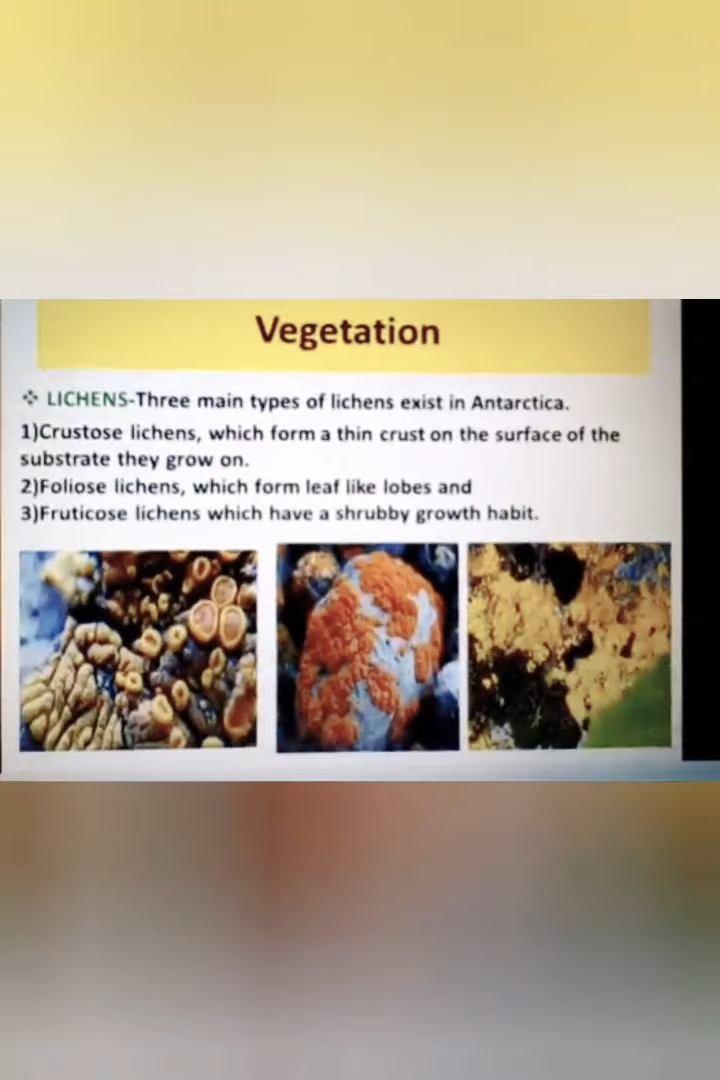 Vegetation
❖ LICHENS-Three main types of lichens exist in Antarctica.
1)Crustose lichens, which form a thin crust on the surface of the
substrate they grow on.
2)Foliose lichens, which form leaf like lobes and
3)Fruticose lichens which have a shrubby growth habit.